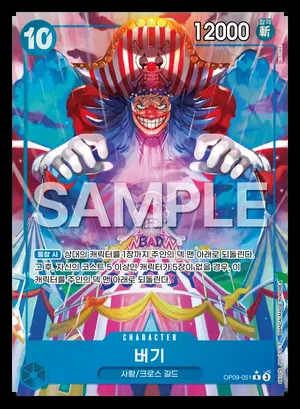 10
12000
참격
斬
SAMPLE
BAD
등장 시 상대의 캐릭터를 1장까지 주인의 덱 맨 아래로 되돌린다.
그 후, 자신의 코스트 5 이상인 캐릭터가 5장이 없을 경우, 이
캐릭터를 주인의 덱 맨 아래로 되돌린다.
CHARACTER
버기
사황/크로스 길드
OP09-051
3